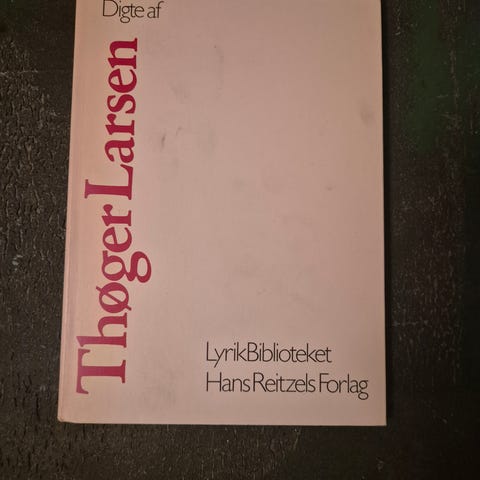 Digte af
Thøger Larsen
LyrikBiblioteket
Hans Reitzels Forlag